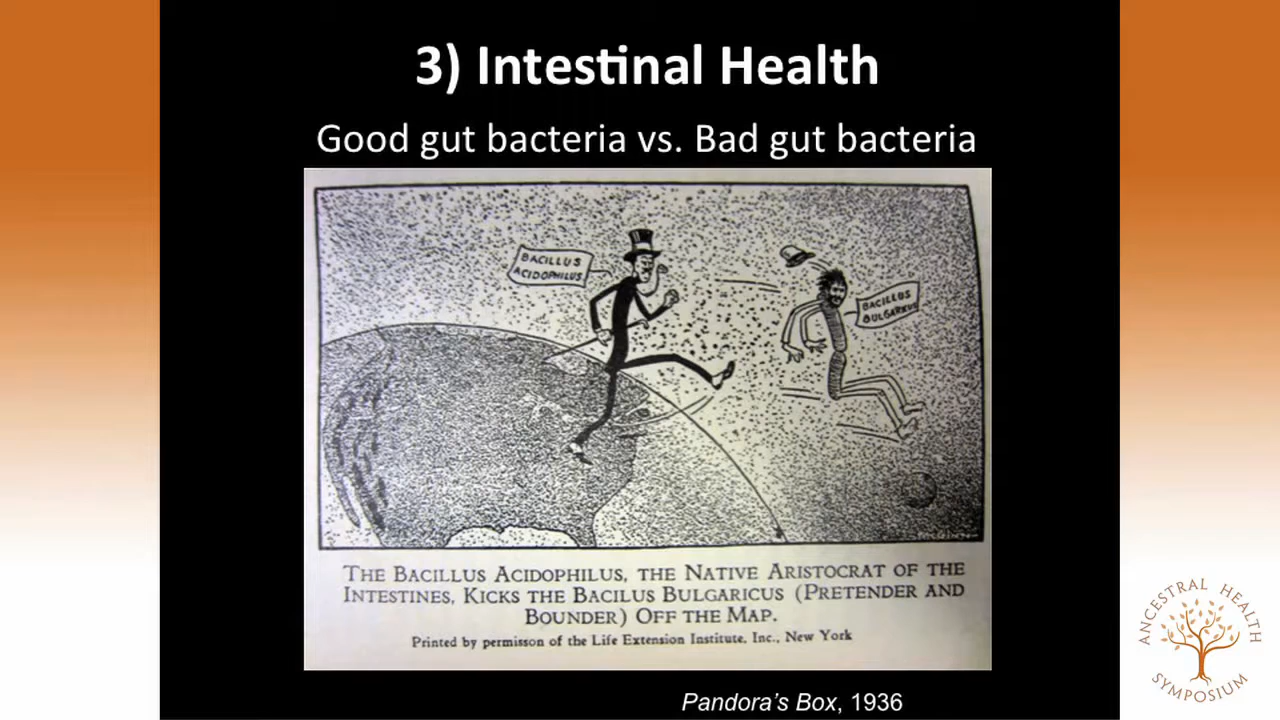 3) Intestinal Health
Good gut bacteria vs. Bad gut bacteria
BACILLUS
ACIDOPHILUS
BACILLUS
BULGARICUS
THE BACILLUS ACIDOPHILUS, THE NATIVE ARISTOCRAT OF THE
INTESTINES, KICKS THE BACILUS BULGARICUS (PRETENDER AND
BOUNDER) OFF THE MAP.
Printed by permisson of the Life Extension Institute, Inc., New York
Pandora's Box, 1936
ANCESTRAL HEALTH
SYMPOSIUM